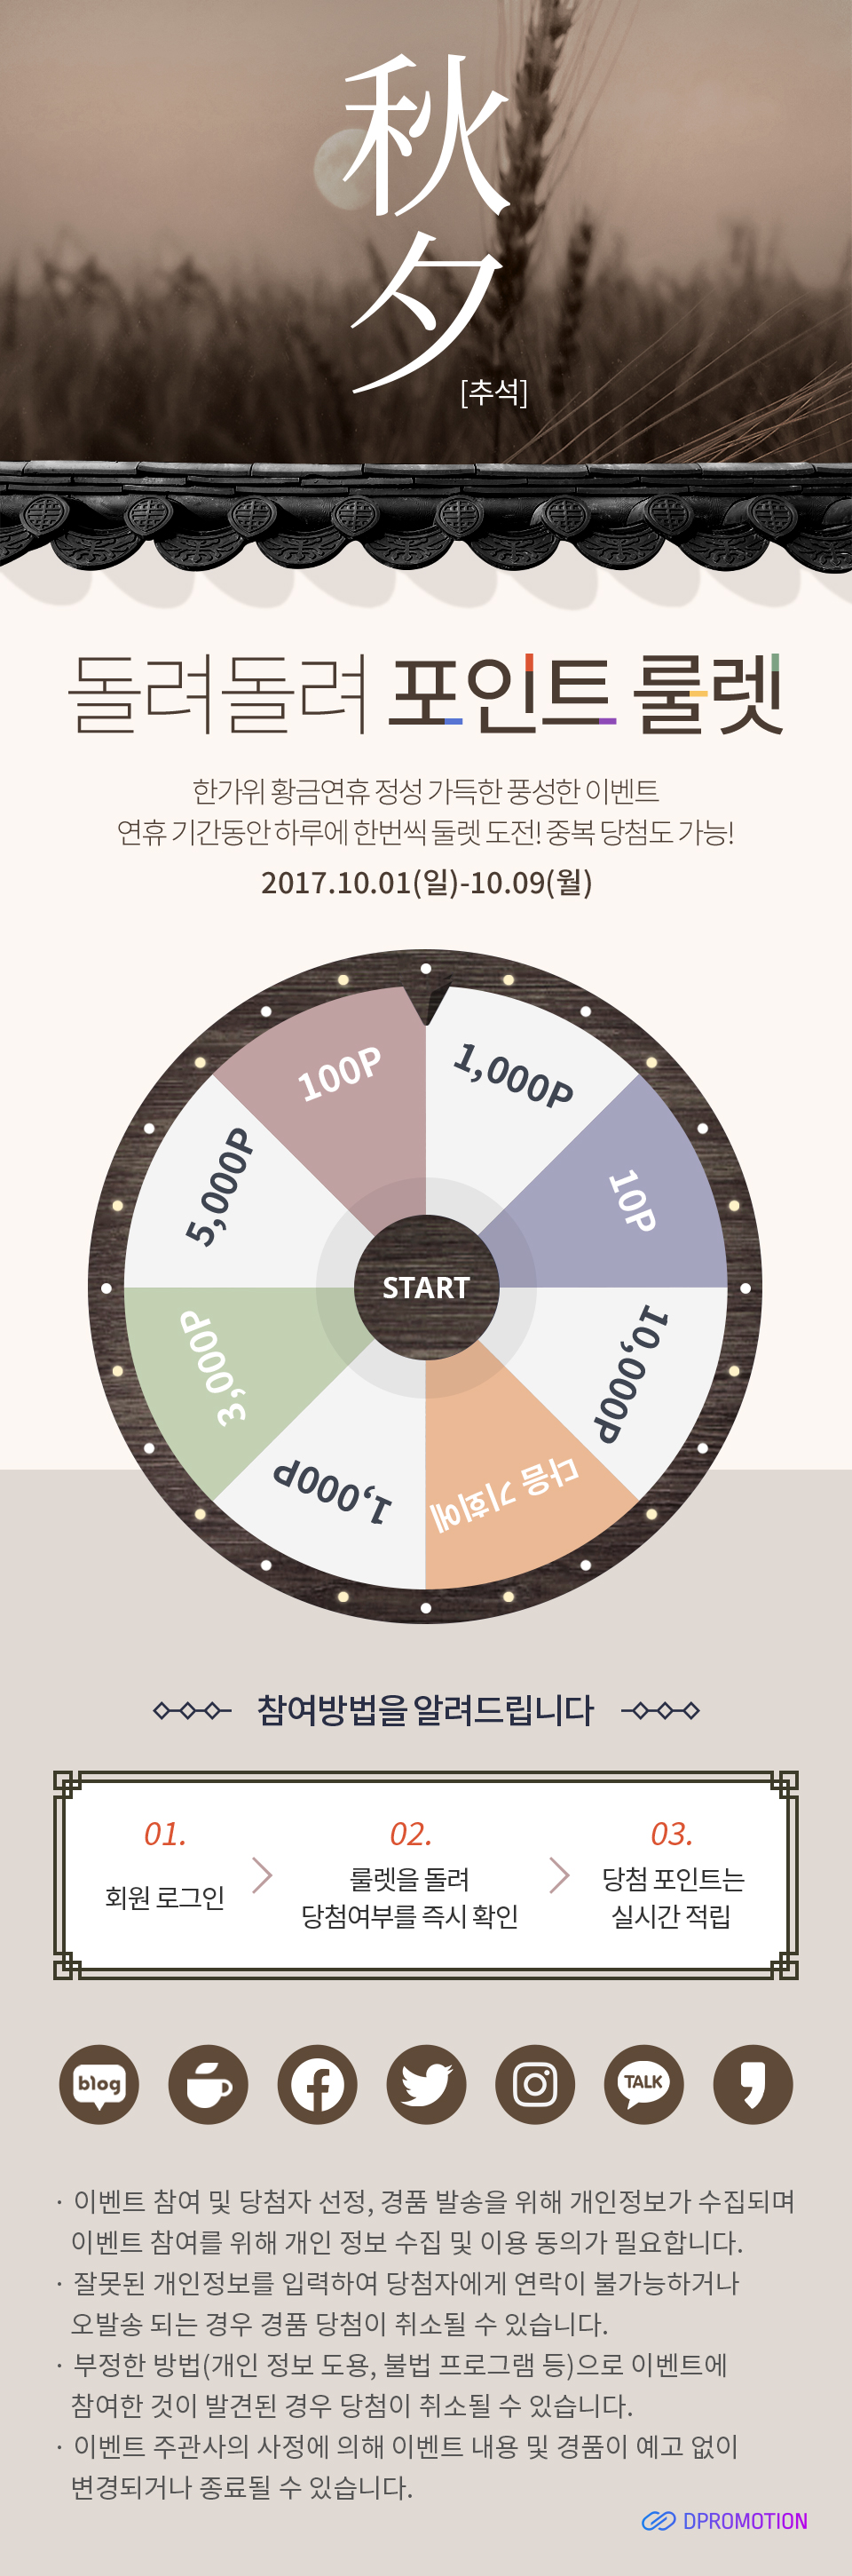 秋
夕
[추석]
돌려돌려 포인트 룰렛
한가위 황금연휴 정성 가득한 풍성한 이벤트
연휴 기간동안 하루에 한번씩 룰렛 도전! 중복 당첨도 가능!
2017.10.01(일)-10.09(월)
100P
1,000P
5,000P
10P
START
3,000P
10,000P
1,000P
다음 기회에
참여방법을 알려드립니다
01.
회원 로그인
02.
룰렛을 돌려
당첨여부를 즉시 확인
03.
당첨 포인트는
실시간 적립
blog
TALK
· 이벤트 참여 및 당첨자 선정, 경품 발송을 위해 개인정보가 수집되며
이벤트 참여를 위해 개인 정보 수집 및 이용 동의가 필요합니다.
· 잘못된 개인정보를 입력하여 당첨자에게 연락이 불가능하거나
오발송 되는 경우 경품 당첨이 취소될 수 있습니다.
· 부정한 방법(개인 정보 도용, 불법 프로그램 등)으로 이벤트에
참여한 것이 발견된 경우 당첨이 취소될 수 있습니다.
· 이벤트 주관사의 사정에 의해 이벤트 내용 및 경품이 예고 없이
변경되거나 종료될 수 있습니다.
DPROMOTION